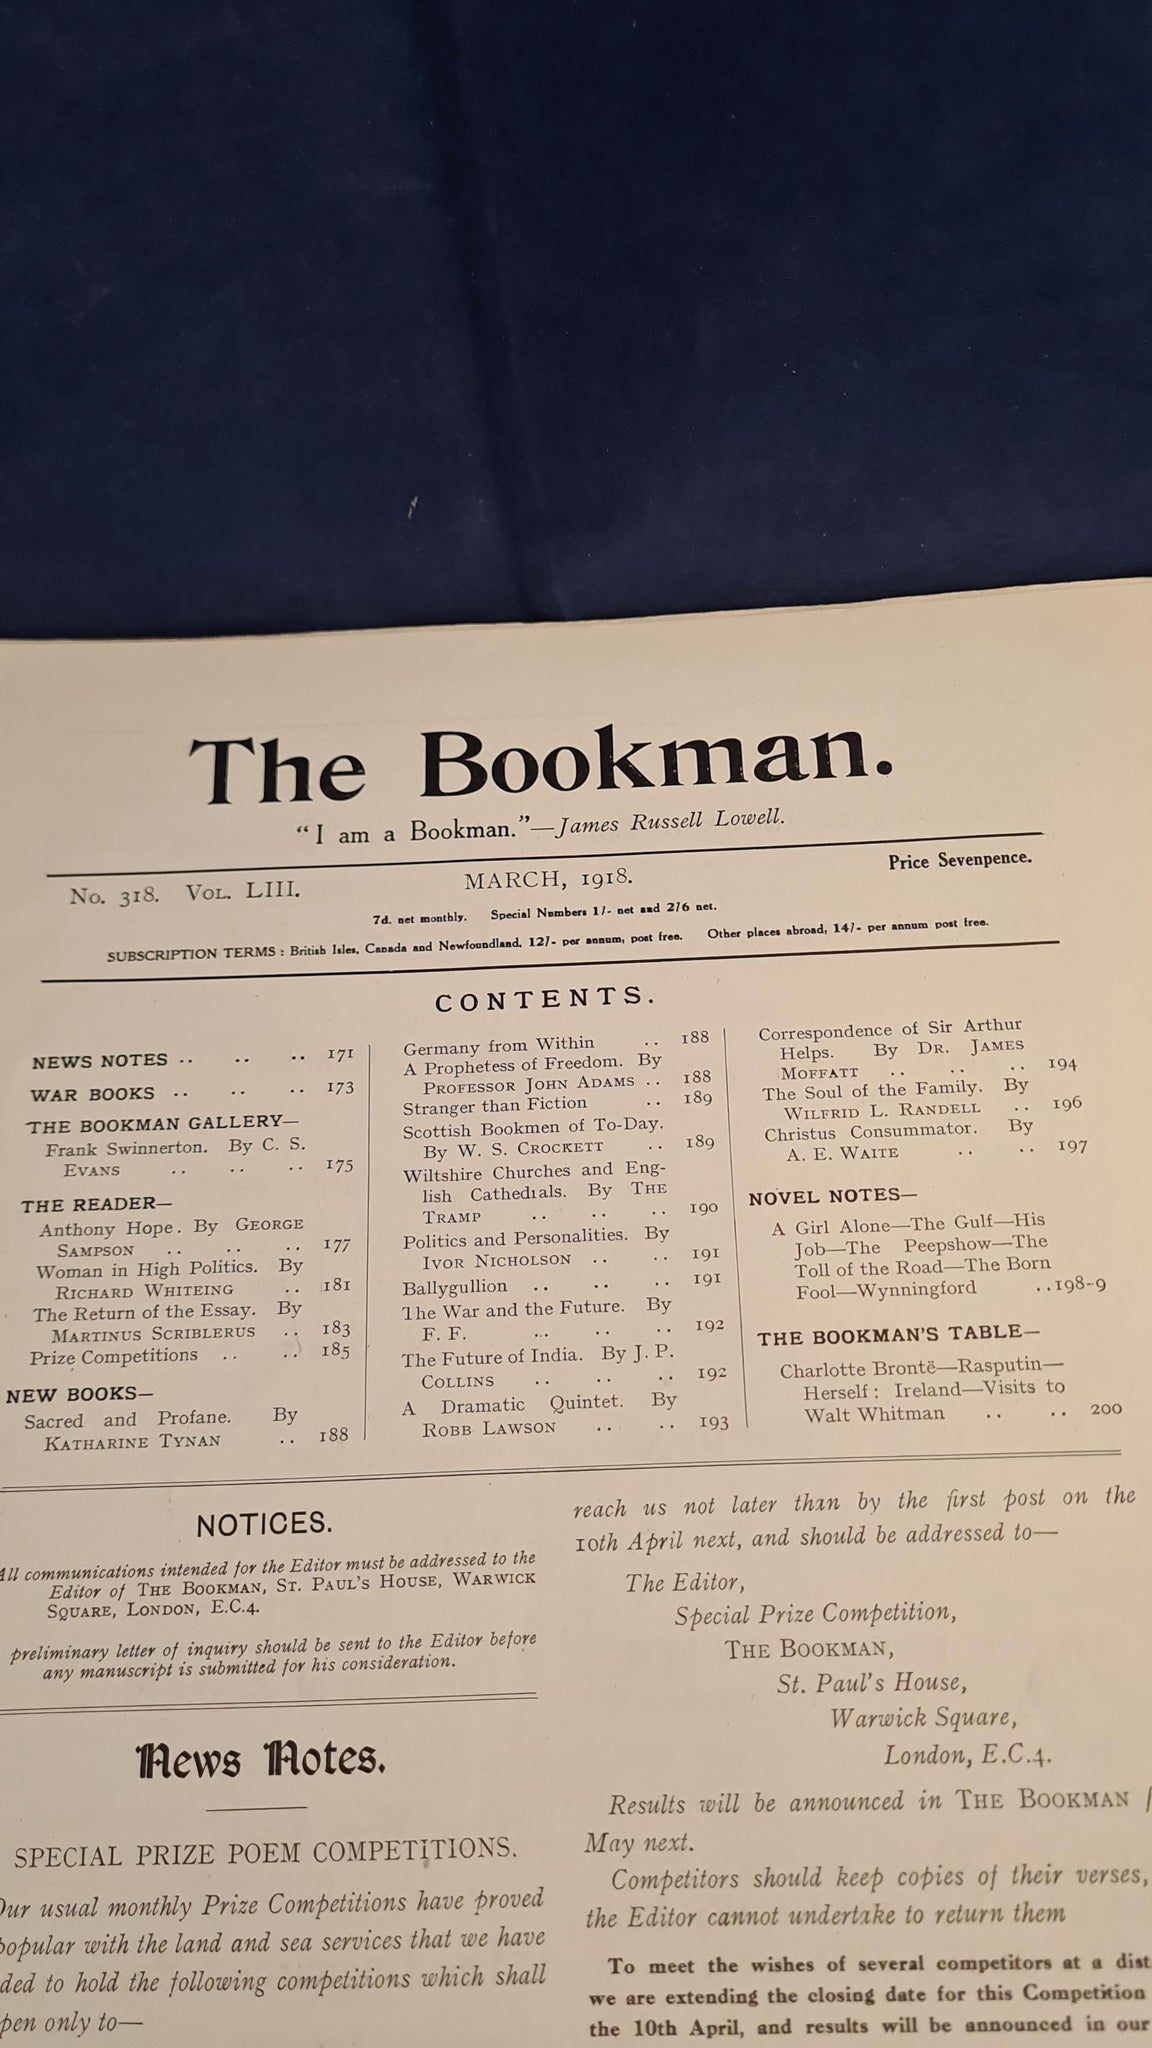 The Bookman.
"I am a Bookman."—James Russell Lowell.
No. 318. Vol. LIII.
MARCH, 1918.
Price Sevenpence.
7d. net monthly. Special Numbers 1/- net and 2/6 net.
SUBSCRIPTION TERMS: British Isles, Canada and Newfoundland, 12/- per annum, post free. Other places abroad, 14/- per annum post free.
CONTENTS.
NEWS NOTES .. .. .. 171
WAR BOOKS .. .. .. 173
THE BOOKMAN GALLERY—
Frank Swinnerton. By C. S.
EVANS .. .. .. 175
THE READER—
Anthony Hope. By GEORGE
SAMPSON .. .. .. 177
Woman in High Politics. By
RICHARD WHITEING .. 181
The Return of the Essay. By
MARTINUS SCRIBLERUS .. 183
Prize Competitions .. .. 185
NEW BOOKS—
Sacred and Profane. By
KATHARINE TYNAN .. 188
Germany from Within .. 188
A Prophetess of Freedom. By
PROFESSOR JOHN ADAMS .. 188
Stranger than Fiction .. 189
Scottish Bookmen of To-Day.
By W. S. CROCKETT .. 189
Wiltshire Churches and Eng-
lish Cathedials. By THE
TRAMP .. .. .. 190
Politics and Personalities. By
IVOR NICHOLSON .. .. 191
Ballygullion .. .. .. 191
The War and the Future. By
F. F. .. .. .. 192
The Future of India. By J. P.
COLLINS .. .. .. 192
A Dramatic Quintet. By
ROBB LAWSON .. .. 193
Correspondence of Sir Arthur
Helps. By DR. JAMES
MOFFATT .. .. .. 194
The Soul of the Family. By
WILFRID L. RANDELL .. 196
Christus Consummator. By
A. E. WAITE .. .. 197
NOVEL NOTES—
A Girl Alone—The Gulf—His
Job—The Peepshow—The
Toll of the Road—The Born
Fool—Wynningford ..198-9
THE BOOKMAN'S TABLE—
Charlotte Brontë—Rasputin—
Herself: Ireland—Visits to
Walt Whitman .. .. 200
NOTICES.
All communications intended for the Editor must be addressed to the
Editor of THE BOOKMAN, ST. PAUL'S HOUSE, WARWICK
SQUARE, LONDON, E.C.4.
preliminary letter of inquiry should be sent to the Editor before
any manuscript is submitted for his consideration.
News Notes.
SPECIAL PRIZE POEM COMPETITIONS.
Our usual monthly Prize Competitions have proved
popular with the land and sea services that we have
ded to hold the following competitions which shall
pen only to—
reach us not later than by the first post on the
10th April next, and should be addressed to—
The Editor,
Special Prize Competition,
THE BOOKMAN,
St. Paul's House,
Warwick Square,
London, E.C.4.
Results will be announced in THE BOOKMAN
May next.
Competitors should keep copies of their verses,
the Editor cannot undertake to return them
To meet the wishes of several competitors at a dist
we are extending the closing date for this Competition
the 10th April, and results will be announced in our